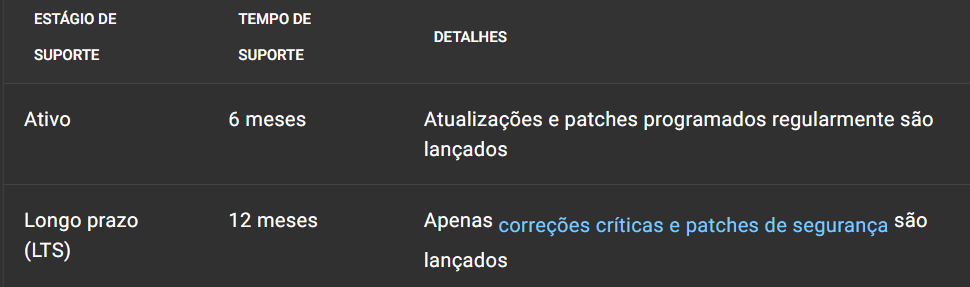 ESTÁGIO DE
SUPORTE
TEMPO DE
SUPORTE
DETALHES
Ativo
6 meses
Atualizações e patches programados regularmente são
lançados
Longo prazo
(LTS)
12 meses
Apenas correções críticas e patches de segurança são
lançados